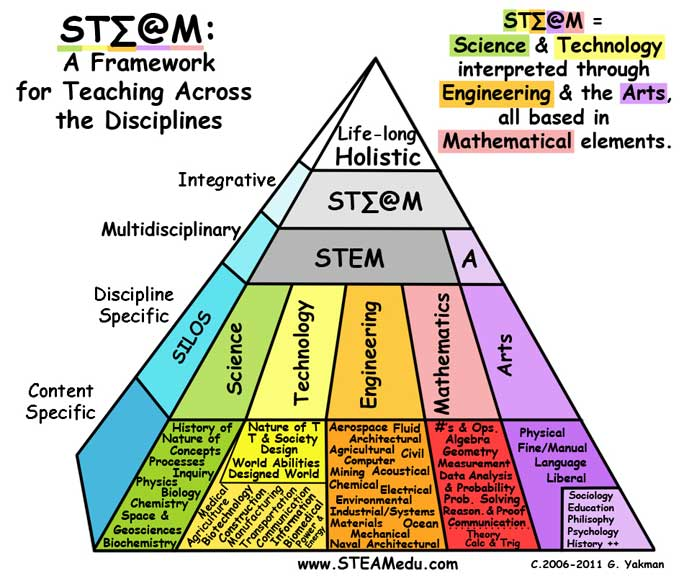 ST∑@M:
A Framework
for Teaching Across
the Disciplines
ST∑@M =
Science & Technology
interpreted through
Engineering & the Arts,
all based in
Mathematical elements.
Life-long
Holistic
Integrative
ST∑@M
Multidisciplinary
STEM
A
Discipline
Specific
SILOS
Science
Technology
Engineering
Mathematics
Arts
Content
Specific
History of
Nature of
Concepts
Processes
Inquiry
Physics
Biology
Chemistry
Space &
Geosciences
Biochemistry
Nature of T
T & Society
Design
World Abilities
Designed World
Medical
Agriculture &
Biotechnology
Construction
Manufacturing
Transportation
Communication
Information
Biomedical
Power &
Energy
Aerospace Fluid
Architectural
Agricultural Civil
Computer
Mining Acoustical
Chemical
Electrical
Environmental
Industrial/Systems
Materials Ocean
Mechanical
Naval Architectural
#'s & Ops.
Algebra
Geometry
Measurement
Data Analysis
& Probability
Prob. Solving
Reason. & Proof
Communication
Theory
Calc & Trig
Physical
Fine/Manual
Language
Liberal
Sociology
Education
Philisophy
Psychology
History ++
www.STEAMedu.com
C.2006-2011 G. Yakman